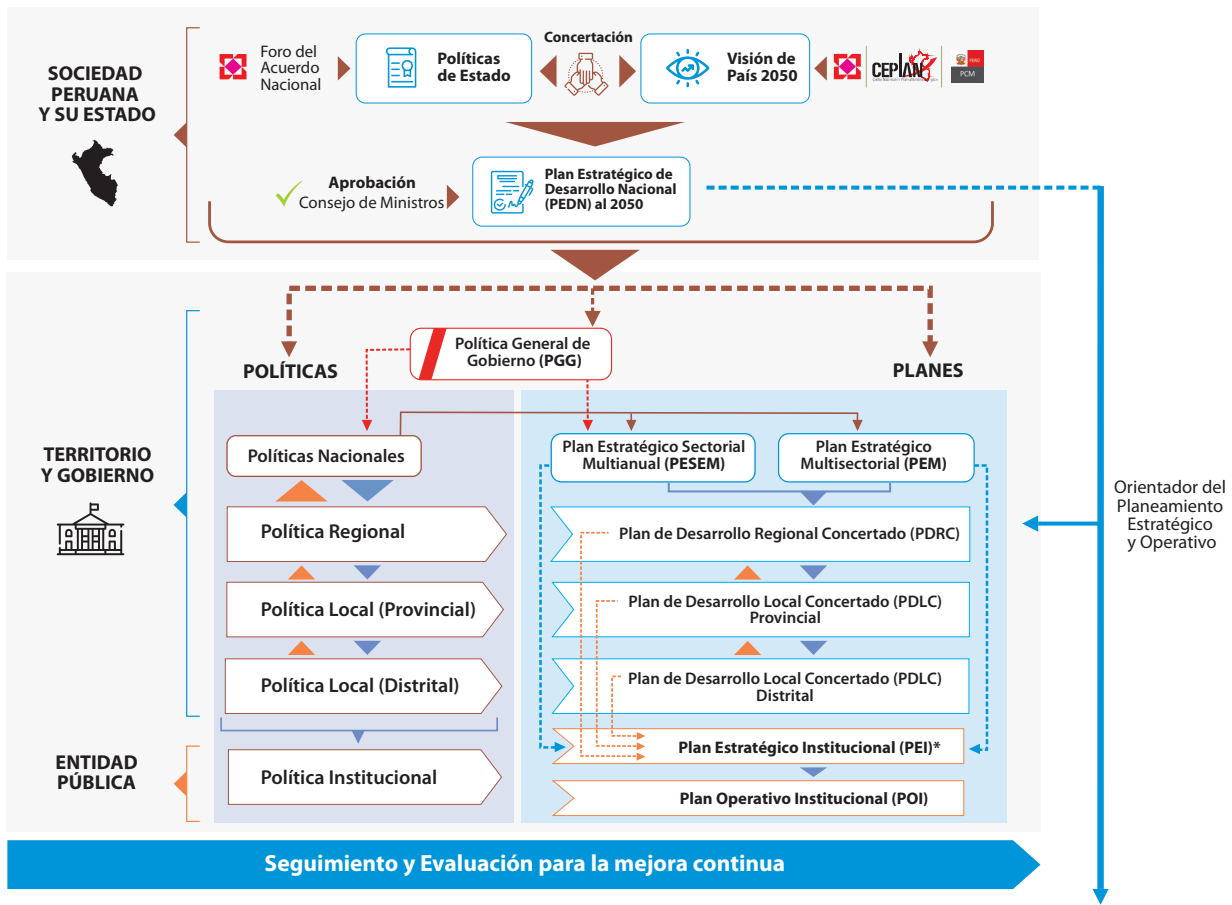 SOCIEDAD
PERUANA
Y SU ESTADO
Foro del
Acuerdo
Nacional
Políticas
de Estado
Concertación
Visión de
País 2050
CEPLAN
PERÚ
PCM
Aprobación
Consejo de Ministros
Plan Estratégico de
Desarrollo Nacional
(PEDN) al 2050
Política General de
Gobierno (PGG)
POLÍTICAS
PLANES
TERRITORIO
Y GOBIERNO
Políticas Nacionales
Política Regional
Política Local (Provincial)
Política Local (Distrital)
Plan Estratégico Sectorial
Multianual (PESEM)
Plan Estratégico
Multisectorial (PEM)
Plan de Desarrollo Regional Concertado (PDRC)
Plan de Desarrollo Local Concertado (PDLC)
Provincial
Plan de Desarrollo Local Concertado (PDLC)
Distrital
Orientador del
Planeamiento
Estratégico
y Operativo
ENTIDAD
PÚBLICA
Política Institucional
Plan Estratégico Institucional (PEI)*
Plan Operativo Institucional (POI)
Seguimiento y Evaluación para la mejora continua